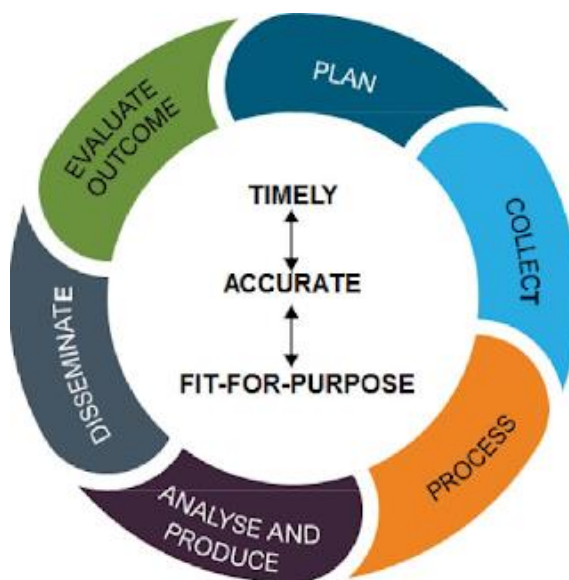 PLAN
COLLECT
PROCESS
ANALYSE AND
PRODUCE
DISSEMINATE
EVALUATE
OUTCOME
TIMELY
ACCURATE
FIT-FOR-PURPOSE